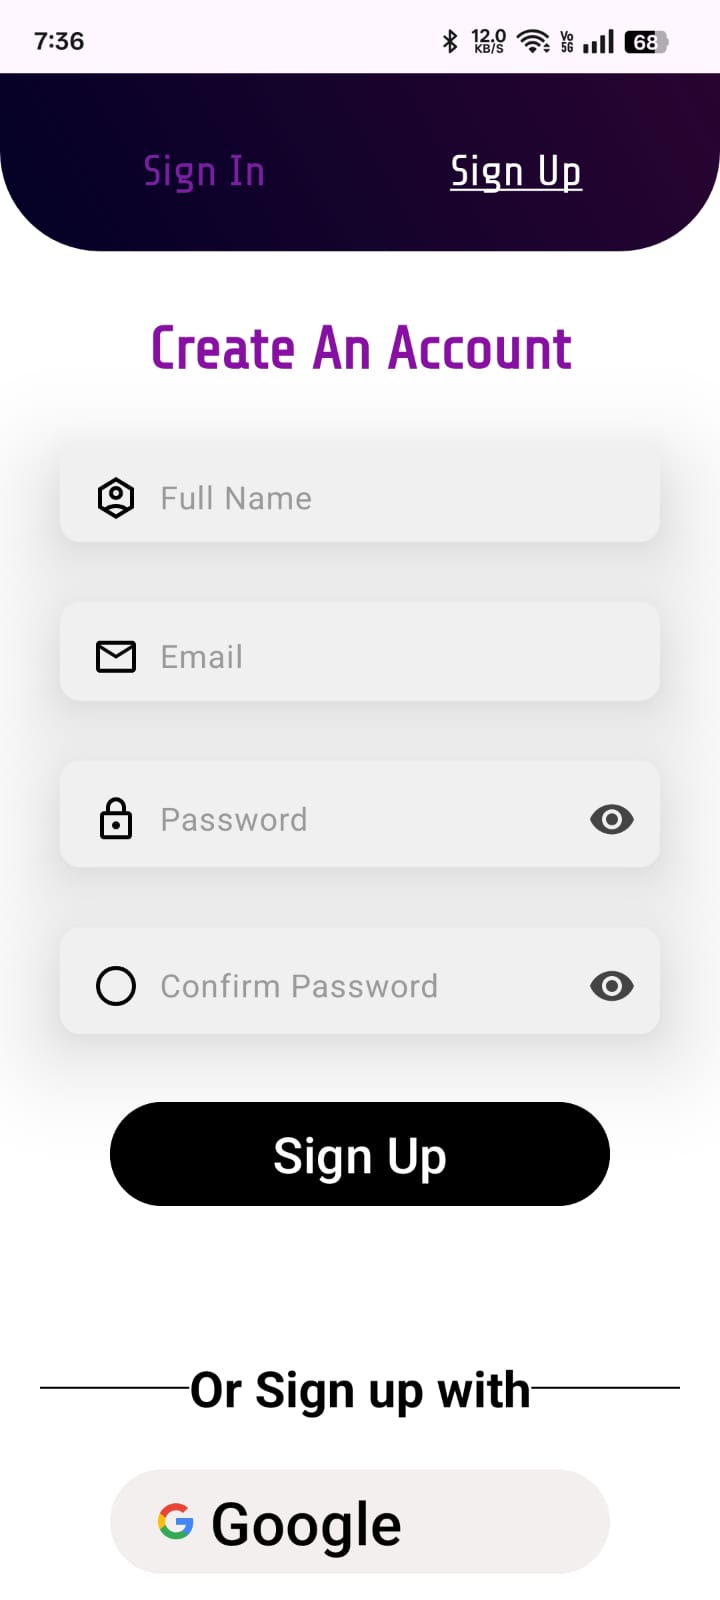 7:36 12.0 KB/S Vo 5G 68
Sign In Sign Up
Create An Account
Full Name
Email
Password
Confirm Password
Sign Up
Or Sign up with
Google